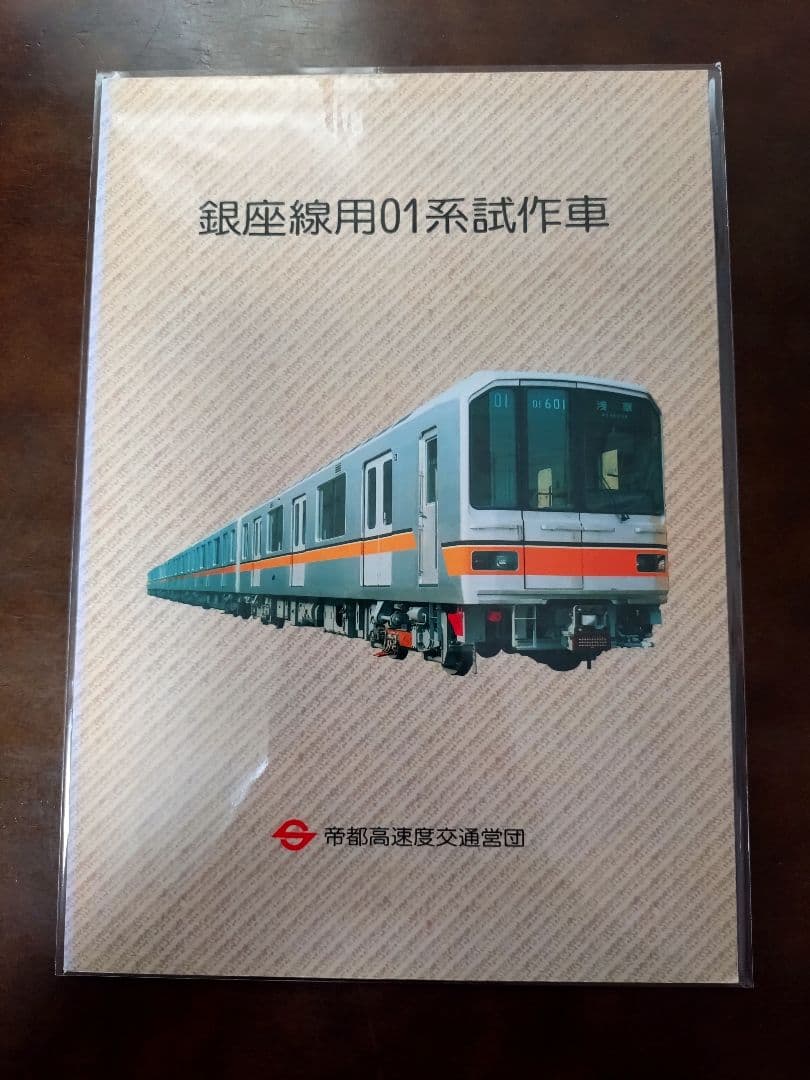 銀座線用01系試作車
01
01 601
浅草
帝都高速度交通営団